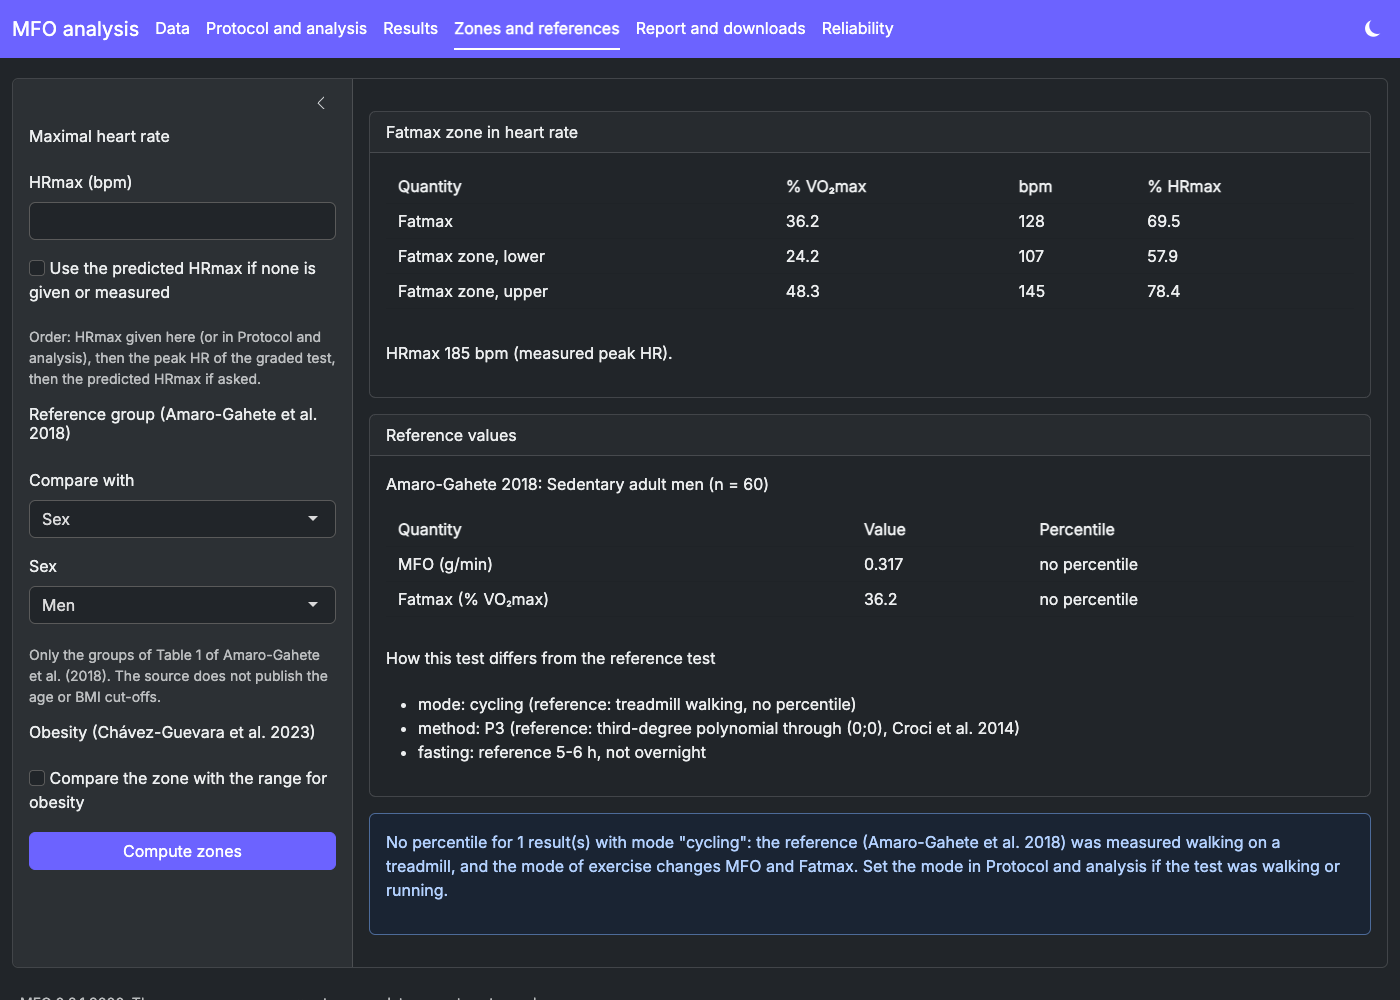 MFO analysis Data Protocol and analysis Results Zones and references Report and downloads Reliability
Maximal heart rate
HRmax (bpm)
Use the predicted HRmax if none is
given or measured
Order: HRmax given here (or in Protocol and
analysis), then the peak HR of the graded test,
then the predicted HRmax if asked.
Reference group (Amaro-Gahete et al.
2018)
Compare with
Sex
Sex
Men
Only the groups of Table 1 of Amaro-Gahete
et al. (2018). The source does not publish the
age or BMI cut-offs.
Obesity (Chávez-Guevara et al. 2023)
Compare the zone with the range for
obesity
Compute zones
Fatmax zone in heart rate
Quantity % VO₂max bpm % HRmax
Fatmax 36.2 128 69.5
Fatmax zone, lower 24.2 107 57.9
Fatmax zone, upper 48.3 145 78.4
HRmax 185 bpm (measured peak HR).
Reference values
Amaro-Gahete 2018: Sedentary adult men (n = 60)
Quantity Value Percentile
MFO (g/min) 0.317 no percentile
Fatmax (% VO₂max) 36.2 no percentile
How this test differs from the reference test
• mode: cycling (reference: treadmill walking, no percentile)
• method: P3 (reference: third-degree polynomial through (0;0), Croci et al. 2014)
• fasting: reference 5-6 h, not overnight
No percentile for 1 result(s) with mode "cycling": the reference (Amaro-Gahete et al. 2018) was measured walking on a
treadmill, and the mode of exercise changes MFO and Fatmax. Set the mode in Protocol and analysis if the test was walking or
running.